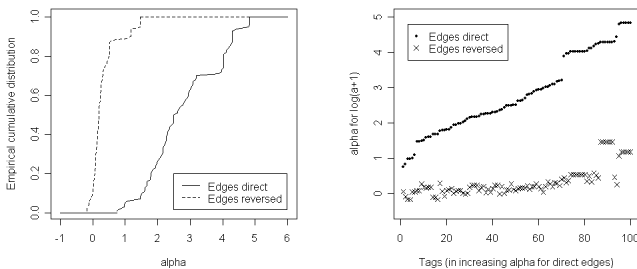 Empirical cumulative distribution
1.0
0.8
0.6
0.4
0.2
0.0
Edges direct
Edges reversed
-1 0 1 2 3 4 5 6
alpha
alpha for log(a+1)
5
4
3
2
1
0
Edges direct
Edges reversed
0 20 40 60 80 100
Tags (in increasing alpha for direct edges)